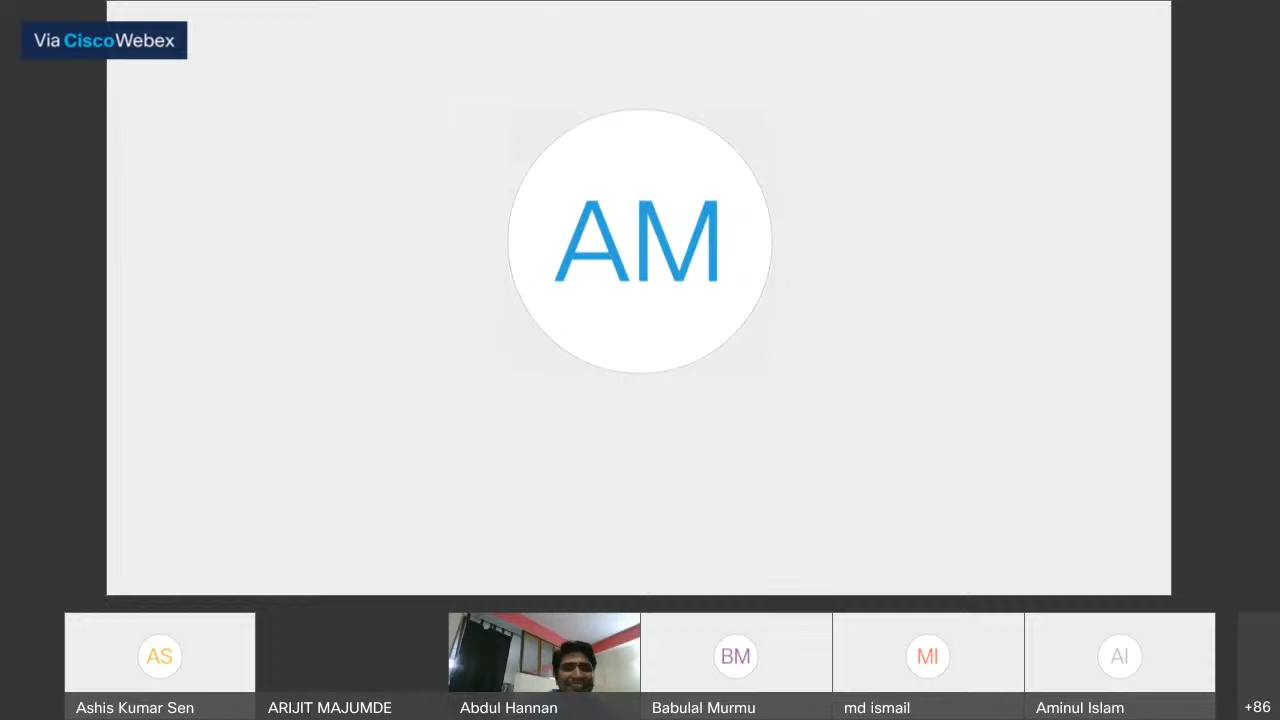 Via CiscoWebex
AM
AS
BM
MI
AI
Ashis Kumar Sen
ARIJIT MAJUMDE
Abdul Hannan
Babulal Murmu
md ismail
Aminul Islam
+86